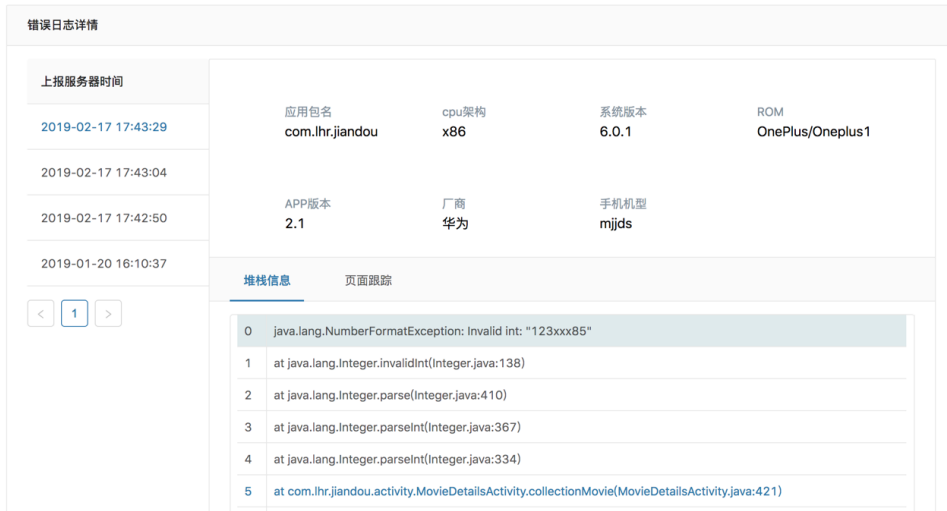 错误日志详情
上报服务器时间
2019-02-17 17:43:29
2019-02-17 17:43:04
2019-02-17 17:42:50
2019-01-20 16:10:37
< 1 >
应用包名 cpu架构 系统版本 ROM
com.lhr.jiandou x86 6.0.1 OnePlus/Oneplus1
APP版本 厂商 手机机型
2.1 华为 mjjds
堆栈信息 页面跟踪
0 java.lang.NumberFormatException: Invalid int: "123xxx85"
1 at java.lang.Integer.invalidInt(Integer.java:138)
2 at java.lang.Integer.parse(Integer.java:410)
3 at java.lang.Integer.parseInt(Integer.java:367)
4 at java.lang.Integer.parseInt(Integer.java:334)
5 at com.lhr.jiandou.activity.MovieDetailsActivity.collectionMovie(MovieDetailsActivity.java:421)